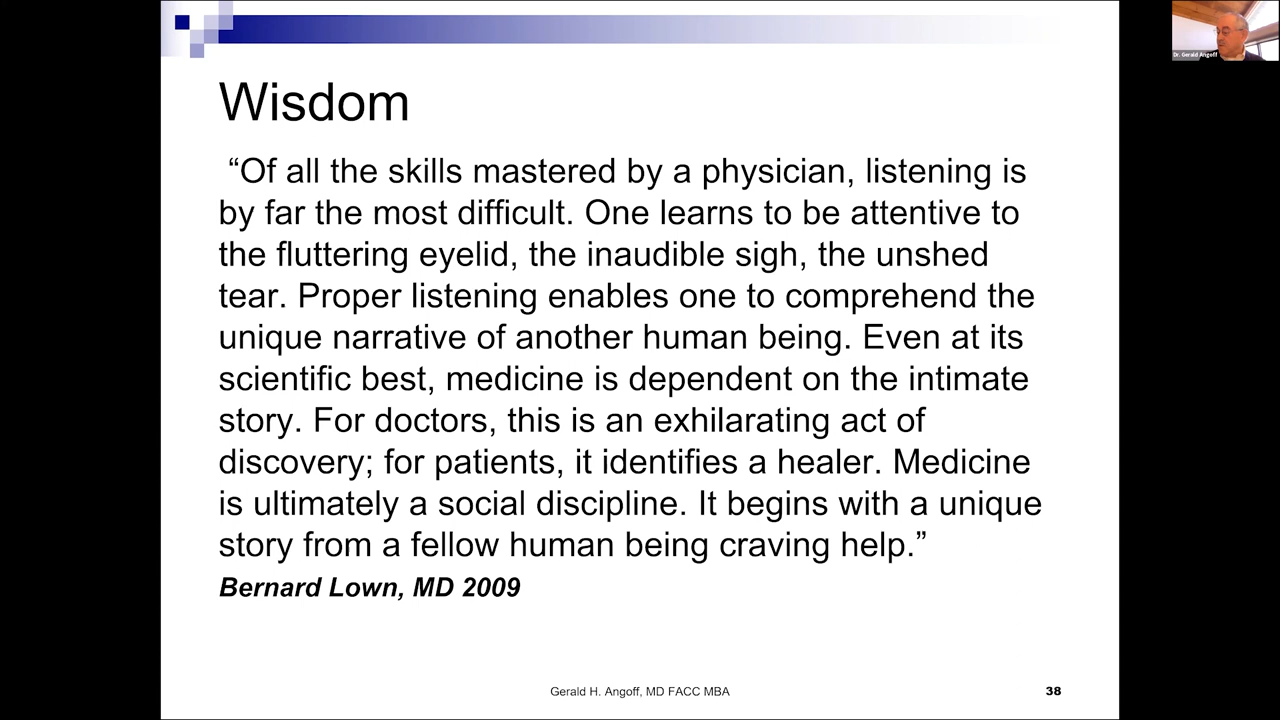 Wisdom
“Of all the skills mastered by a physician, listening is
by far the most difficult. One learns to be attentive to
the fluttering eyelid, the inaudible sigh, the unshed
tear. Proper listening enables one to comprehend the
unique narrative of another human being. Even at its
scientific best, medicine is dependent on the intimate
story. For doctors, this is an exhilarating act of
discovery; for patients, it identifies a healer. Medicine
is ultimately a social discipline. It begins with a unique
story from a fellow human being craving help.”
Bernard Lown, MD 2009
Gerald H. Angoff, MD FACC MBA
38
Dr. Gerald Angoff